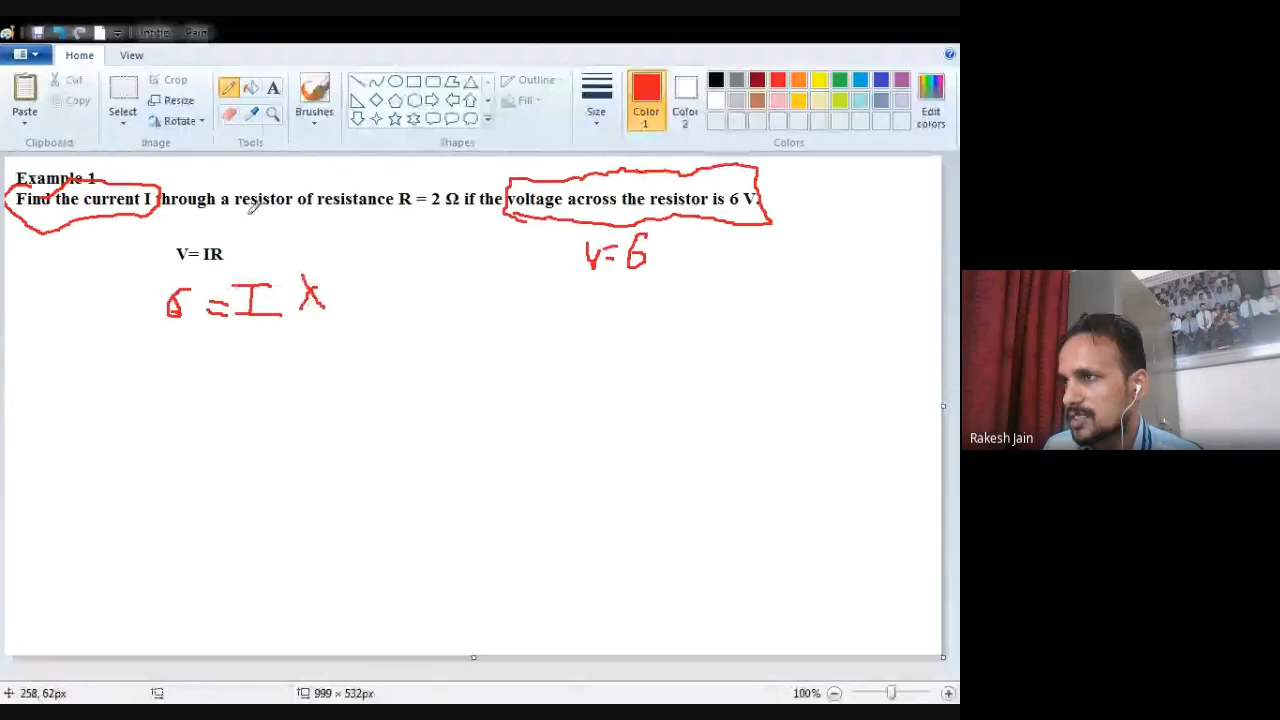 Untitled - Paint
Home View
Paste
Cut
Copy
Clipboard
Select
Crop
Resize
Rotate
Image
Tools
Brushes
Outline
Fill
Shapes
Size
Color 1
Color 2
Edit colors
Colors
Example 1
Find the current I through a resistor of resistance R = 2 Ω if the voltage across the resistor is 6 V.
V= IR
V= 6
6 = I X
Rakesh Jain
258, 62px
999 × 532px
100%